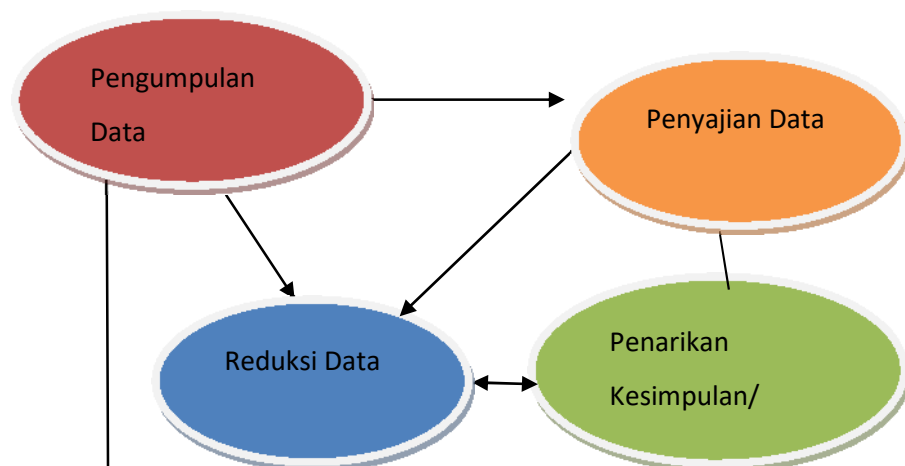 Pengumpulan
Data
Penyajian Data
Reduksi Data
Penarikan
Kesimpulan/